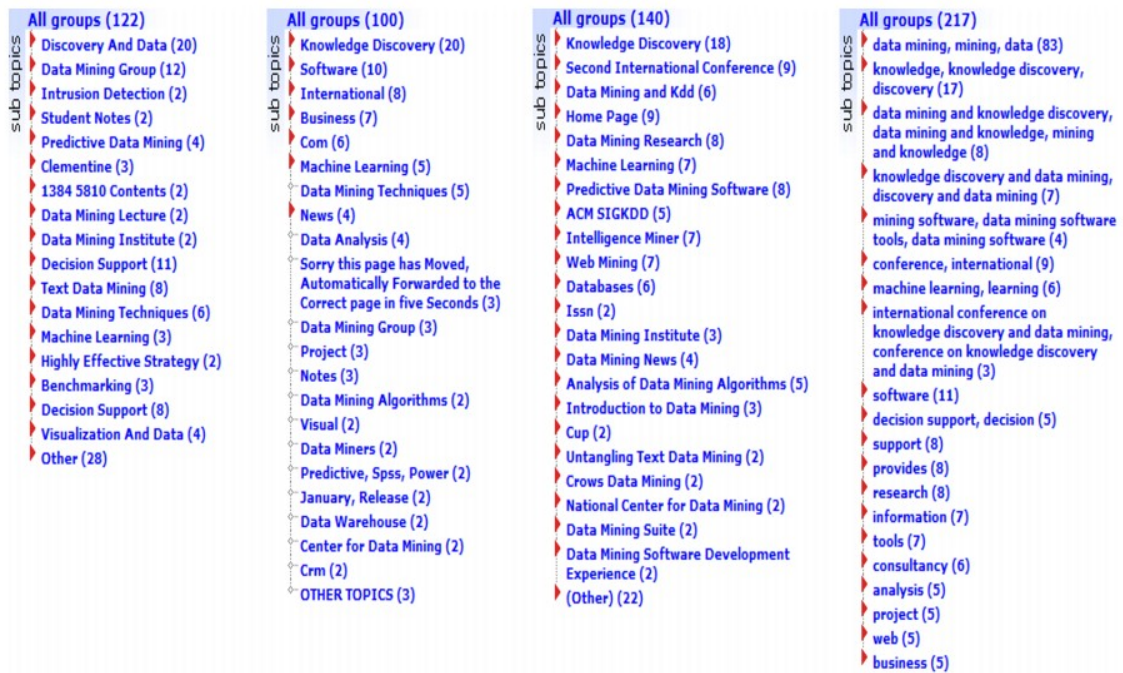 sub topics
All groups (122)
Discovery And Data (20)
Data Mining Group (12)
Intrusion Detection (2)
Student Notes (2)
Predictive Data Mining (4)
Clementine (3)
1384 5810 Contents (2)
Data Mining Lecture (2)
Data Mining Institute (2)
Decision Support (11)
Text Data Mining (8)
Data Mining Techniques (6)
Machine Learning (3)
Highly Effective Strategy (2)
Benchmarking (3)
Decision Support (8)
Visualization And Data (4)
Other (28)
sub topics
All groups (100)
Knowledge Discovery (20)
Software (10)
International (8)
Business (7)
Com (6)
Machine Learning (5)
Data Mining Techniques (5)
News (4)
Data Analysis (4)
Sorry this page has Moved,
Automatically Forwarded to the
Correct page in five Seconds (3)
Data Mining Group (3)
Project (3)
Notes (3)
Data Mining Algorithms (2)
Visual (2)
Data Miners (2)
Predictive, Spss, Power (2)
January, Release (2)
Data Warehouse (2)
Center for Data Mining (2)
Crm (2)
OTHER TOPICS (3)
sub topics
All groups (140)
Knowledge Discovery (18)
Second International Conference (9)
Data Mining and Kdd (6)
Home Page (9)
Data Mining Research (8)
Machine Learning (7)
Predictive Data Mining Software (8)
ACM SIGKDD (5)
Intelligence Miner (7)
Web Mining (7)
Databases (6)
Issn (2)
Data Mining Institute (3)
Data Mining News (4)
Analysis of Data Mining Algorithms (5)
Introduction to Data Mining (3)
Cup (2)
Untangling Text Data Mining (2)
Crows Data Mining (2)
National Center for Data Mining (2)
Data Mining Suite (2)
Data Mining Software Development
Experience (2)
(Other) (22)
sub topics
All groups (217)
data mining, mining, data (83)
knowledge, knowledge discovery,
discovery (17)
data mining and knowledge discovery,
data mining and knowledge, mining
and knowledge (8)
knowledge discovery and data mining,
discovery and data mining (7)
mining software, data mining software
tools, data mining software (4)
conference, international (9)
machine learning, learning (6)
international conference on
knowledge discovery and data mining,
conference on knowledge discovery
and data mining (3)
software (11)
decision support, decision (5)
support (8)
provides (8)
research (8)
information (7)
tools (7)
consultancy (6)
analysis (5)
project (5)
web (5)
business (5)